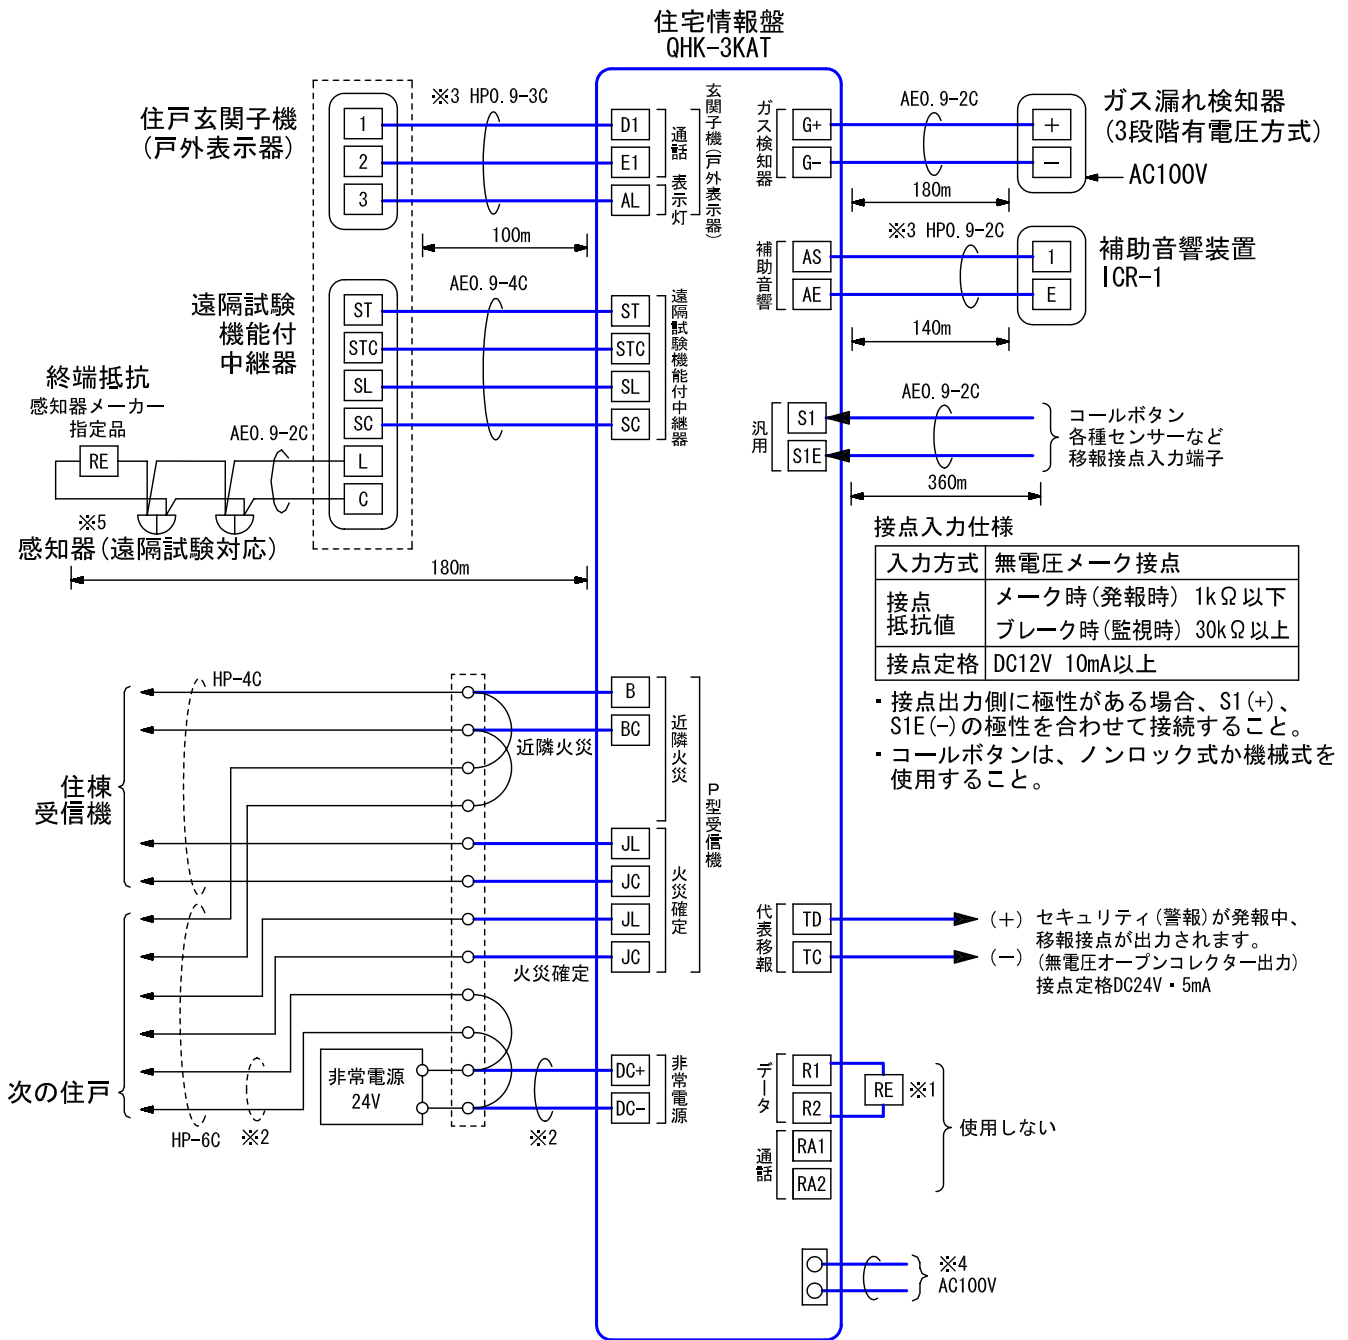 住宅情報盤
QHK-3KAT
住戸玄関子機
(戸外表示器)
1
2
3
※3 HP0.9-3C
100m
D1
E1
AL
通話
表示灯
玄関子機(戸外表示器)
遠隔試験
機能付
中継器
ST
STC
SL
SC
L
C
AE0.9-4C
ST
STC
SL
SC
遠隔試験機能付中継器
終端抵抗
感知器メーカー
指定品
RE
AE0.9-2C
※5
感知器(遠隔試験対応)
180m
HP-4C
住棟
受信機
近隣火災
B
BC
近隣火災
JL
JC
JL
JC
火災確定
P型受信機
火災確定
次の住戸
HP-6C
※2
非常電源
24V
※2
DC+
DC-
非常電源
ガス検知器
G+
G-
AE0.9-2C
180m
+
−
ガス漏れ検知器
(3段階有電圧方式)
AC100V
補助音響
AS
AE
※3 HP0.9-2C
140m
1
E
補助音響装置
ICR-1
汎用
S1
S1E
AE0.9-2C
360m
コールボタン
各種センサーなど
移報接点入力端子
接点入力仕様
入力方式 無電圧メーク接点
接点
抵抗値
メーク時(発報時) 1kΩ以下
ブレーク時(監視時) 30kΩ以上
接点定格 DC12V 10mA以上
・接点出力側に極性がある場合、S1(+)、
S1E(-)の極性を合わせて接続すること。
・コールボタンは、ノンロック式か機械式を
使用すること。
代表移報
TD
TC
(+)
(−)
セキュリティ(警報)が発報中、
移報接点が出力されます。
(無電圧オープンコレクター出力)
接点定格DC24V・5mA
データ
R1
R2
RE
※1
通話
RA1
RA2
使用しない
※4
AC100V